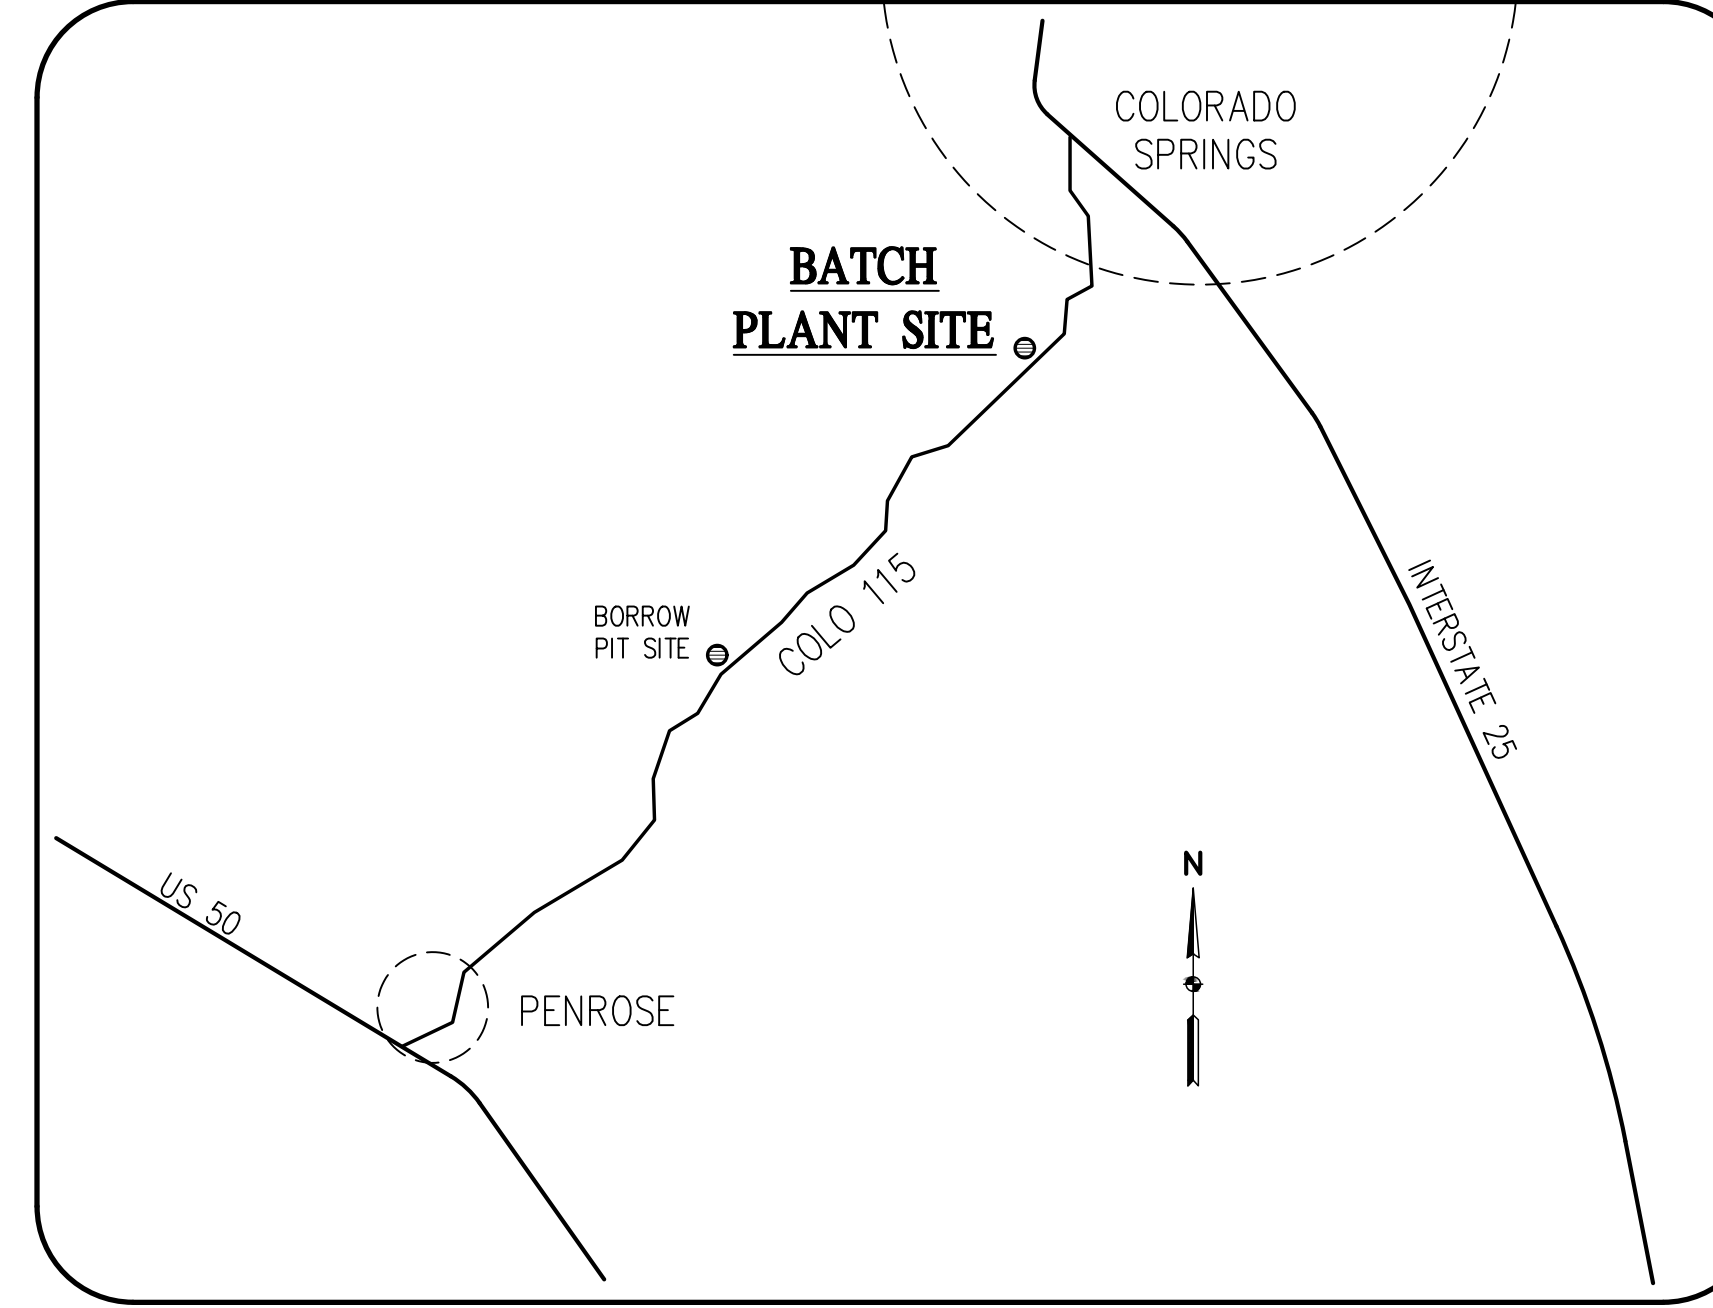 COLORADO
SPRINGS
BATCH
PLANT SITE
COLO 115
INTERSTATE 25
BORROW
PIT SITE
N
US 50
PENROSE